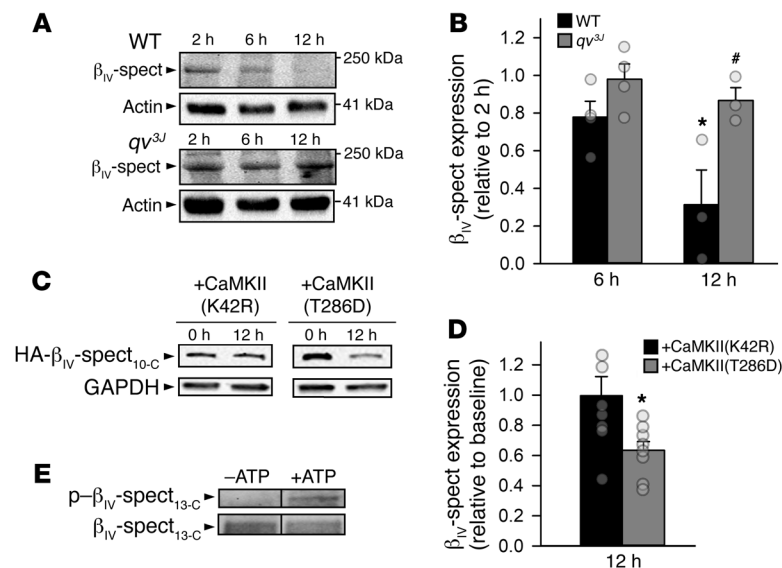 A
WT
2 h 6 h 12 h
βIV-spect 250 kDa
Actin 41 kDa
qv3J
2 h 6 h 12 h
βIV-spect 250 kDa
Actin 41 kDa
B
WT
qv3J
βIV-spect expression
(relative to 2 h)
1.2
1.0
0.8
0.6
0.4
0.2
0.0
* #
6 h 12 h
C
+CaMKII
(K42R)
+CaMKII
(T286D)
0 h 12 h 0 h 12 h
HA-βIV-spect10-C
GAPDH
D
+CaMKII(K42R)
+CaMKII(T286D)
βIV-spect expression
(relative to baseline)
1.2
1.0
0.8
0.6
0.4
0.2
0.0
*
12 h
E
–ATP +ATP
p–βIV-spect13-C
βIV-spect13-C